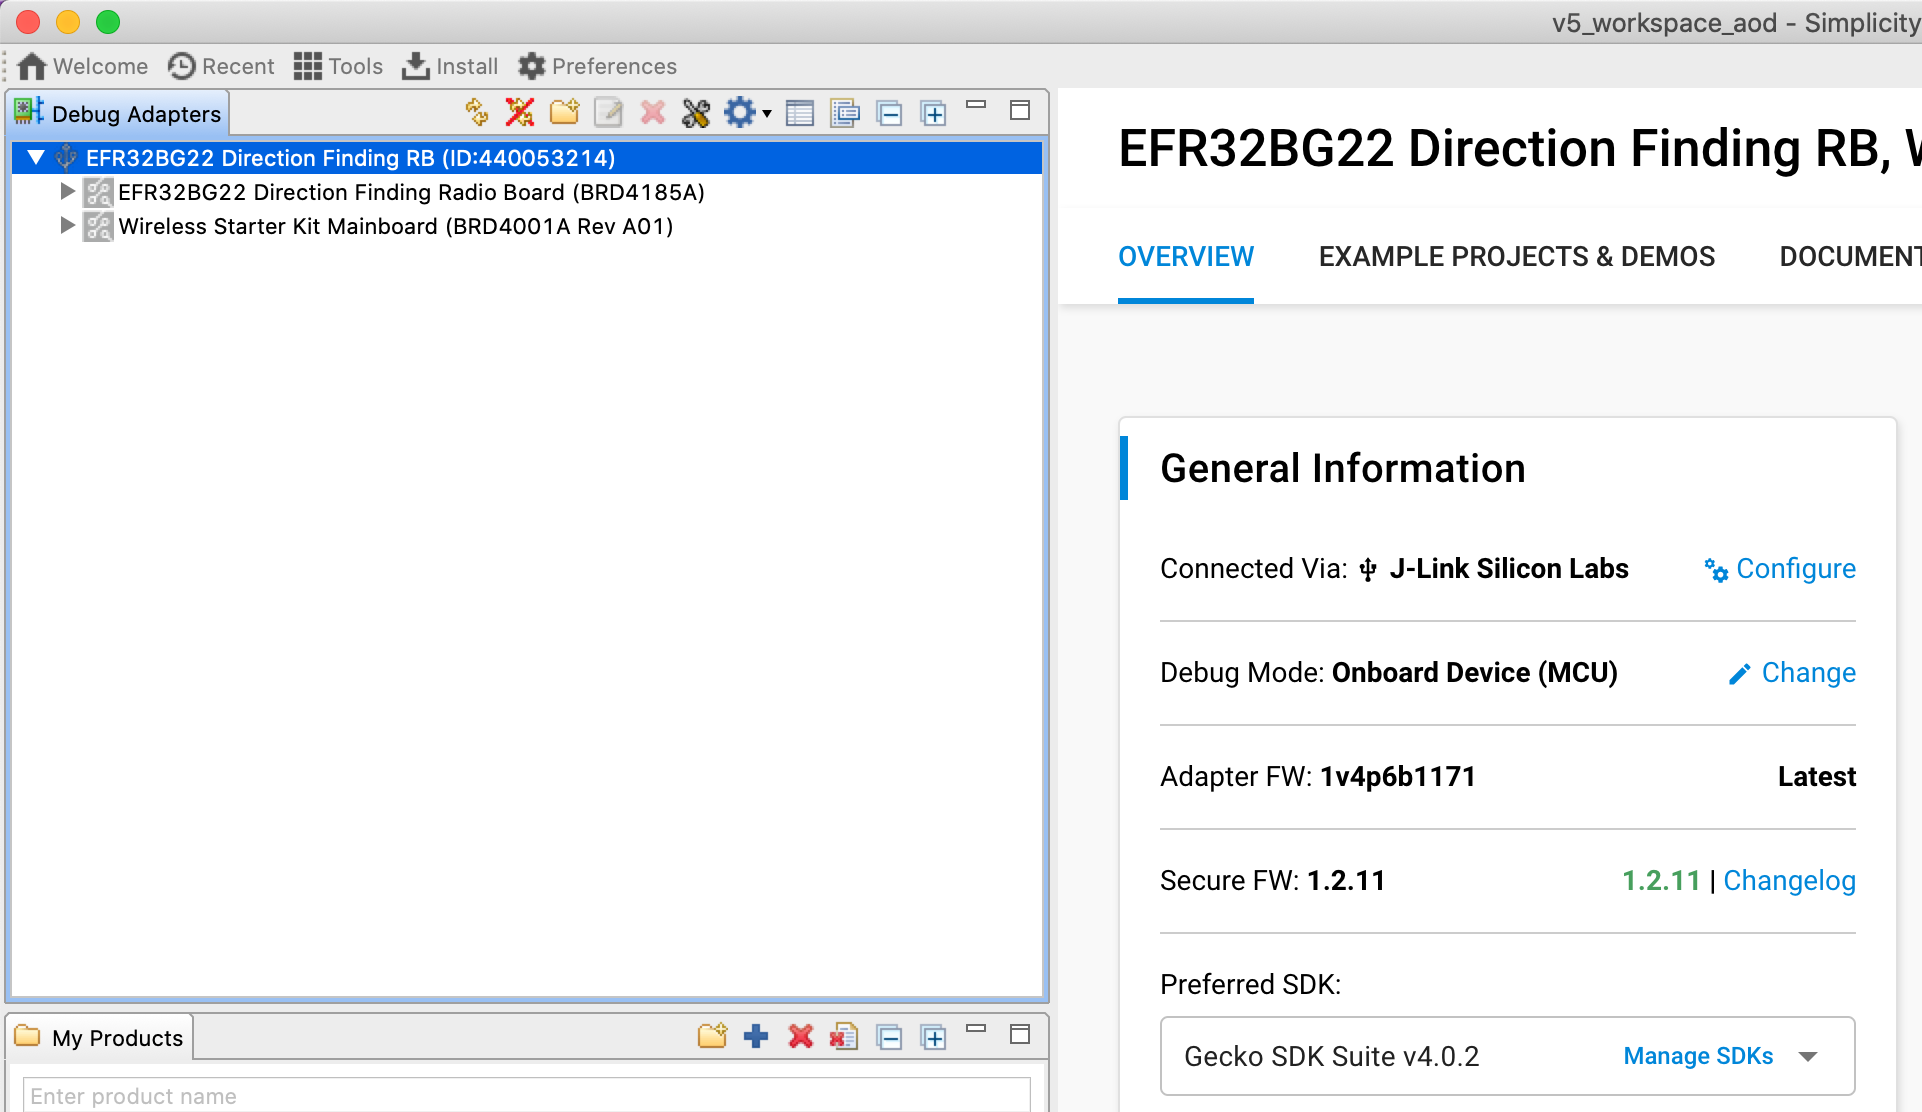 v5_workspace_aod - Simplicity
Welcome Recent Tools Install Preferences
Debug Adapters
EFR32BG22 Direction Finding RB (ID:440053214)
EFR32BG22 Direction Finding Radio Board (BRD4185A)
Wireless Starter Kit Mainboard (BRD4001A Rev A01)
My Products
Enter product name
EFR32BG22 Direction Finding RB, W
OVERVIEW EXAMPLE PROJECTS & DEMOS DOCUMENT
General Information
Connected Via: J-Link Silicon Labs Configure
Debug Mode: Onboard Device (MCU) Change
Adapter FW: 1v4p6b1171 Latest
Secure FW: 1.2.11 1.2.11 | Changelog
Preferred SDK:
Gecko SDK Suite v4.0.2 Manage SDKs